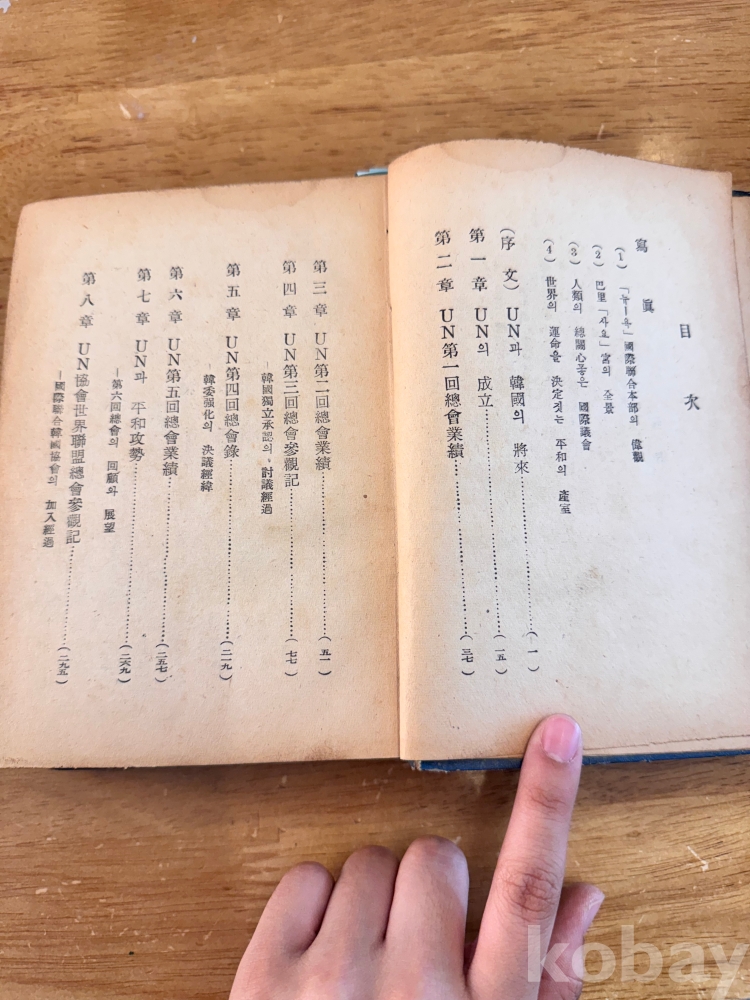 目 次
寫 眞
(1) 「뉴—욕」國際聯合本部의 偉觀
(2) 巴里「샤요」宮의 全景
(3) 人類의 總關心놓은 國際議會
(4) 世界의 運命을 決定짓는 平和의 產室
(序 文) UN과 韓國의 將來 (一)
第 一 章 UN의 成立 (一五)
第 二 章 UN第一回總會業績 (三七)
第 三 章 UN第二回總會業績 (五一)
第 四 章 UN第三回總會參觀記 (七七)
—韓國獨立承認의 討議經過
第 五 章 UN第四回總會錄 (二一九)
韓委强化의 決議經緯
第 六 章 UN第五回總會業績 (二五七)
第 七 章 UN과 平和攻勢 (二六九)
—第六回總會의 回顧와 展望
第 八 章 UN協會世界聯盟總會參觀記 (二九五)
—國際聯合韓國協會의 加入經過
kobay